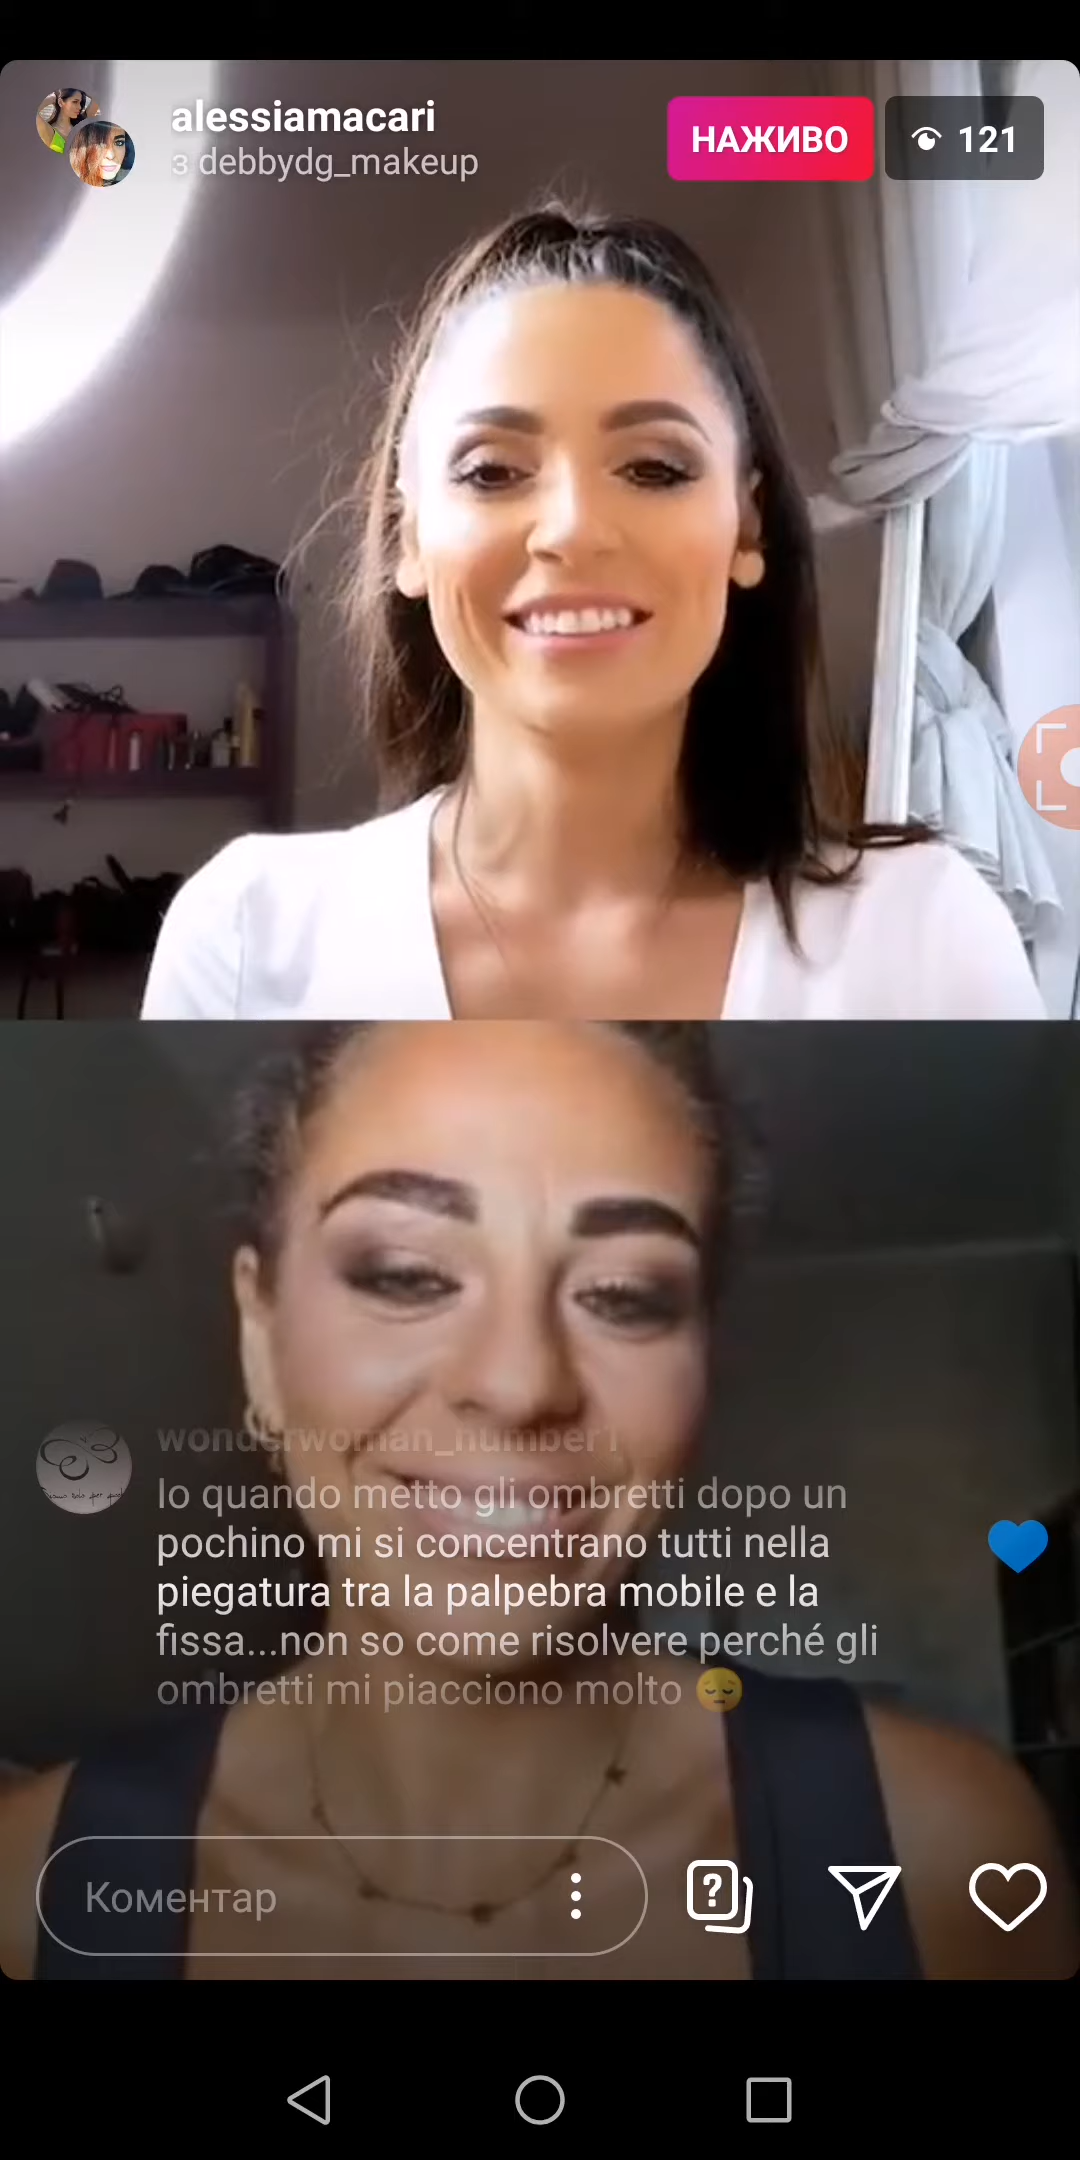 alessiamacari
з debbydg_makeup
НАЖИВО
121
wonderwoman_number1
Io quando metto gli ombretti dopo un
pochino mi si concentrano tutti nella
piegatura tra la palpebra mobile e la
fissa...non so come risolvere perché gli
ombretti mi piacciono molto 😔
Коментар